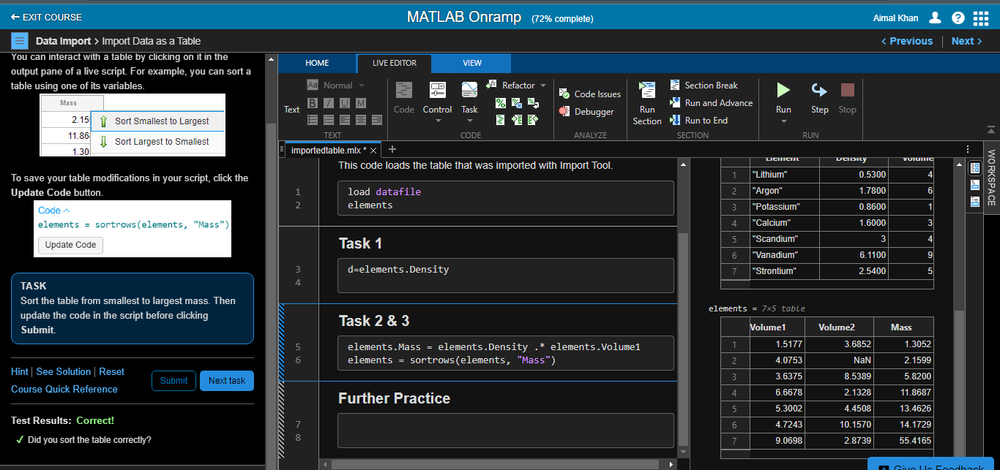 ← EXIT COURSE
MATLAB Onramp (72% complete)
Aimal Khan
Data Import > Import Data as a Table
< Previous | Next >
You can interact with a table by clicking on it in the
output pane of a live script. For example, you can sort a
table using one of its variables.
Mass
2.15
11.86
1.30
Sort Smallest to Largest
Sort Largest to Smallest
To save your table modifications in your script, click the
Update Code button.
Code
elements = sortrows(elements, "Mass")
Update Code
TASK
Sort the table from smallest to largest mass. Then
update the code in the script before clicking
Submit.
Hint | See Solution | Reset
Course Quick Reference
Submit
Next task
Test Results: Correct!
✓ Did you sort the table correctly?
HOME
LIVE EDITOR
VIEW
Text
Aa Normal
B I U M
TEXT
Code
Control
Task
Refactor
CODE
Code Issues
Debugger
ANALYZE
Run
Section
Section Break
Run and Advance
Run to End
SECTION
Run
Step
Stop
RUN
importedtable.mlx * × +
This code loads the table that was imported with Import Tool.
1 load datafile
2 elements
Task 1
3 d=elements.Density
4
Task 2 & 3
5 elements.Mass = elements.Density .* elements.Volume1
6 elements = sortrows(elements, "Mass")
Further Practice
7
8
Element Density Volume
1 "Lithium" 0.5300 4
2 "Argon" 1.7800 6
3 "Potassium" 0.8600 1
4 "Calcium" 1.6000 3
5 "Scandium" 3 4
6 "Vanadium" 6.1100 9
7 "Strontium" 2.5400 5
elements = 7×5 table
Volume1 Volume2 Mass
1 1.5177 3.6852 1.3052
2 4.0753 NaN 2.1599
3 3.6375 8.5389 5.8200
4 6.6678 2.1328 11.8687
5 5.3002 4.4508 13.4626
6 4.7243 10.1570 14.1729
7 9.0698 2.8739 55.4165
WORKSPACE
Give Us Feedback